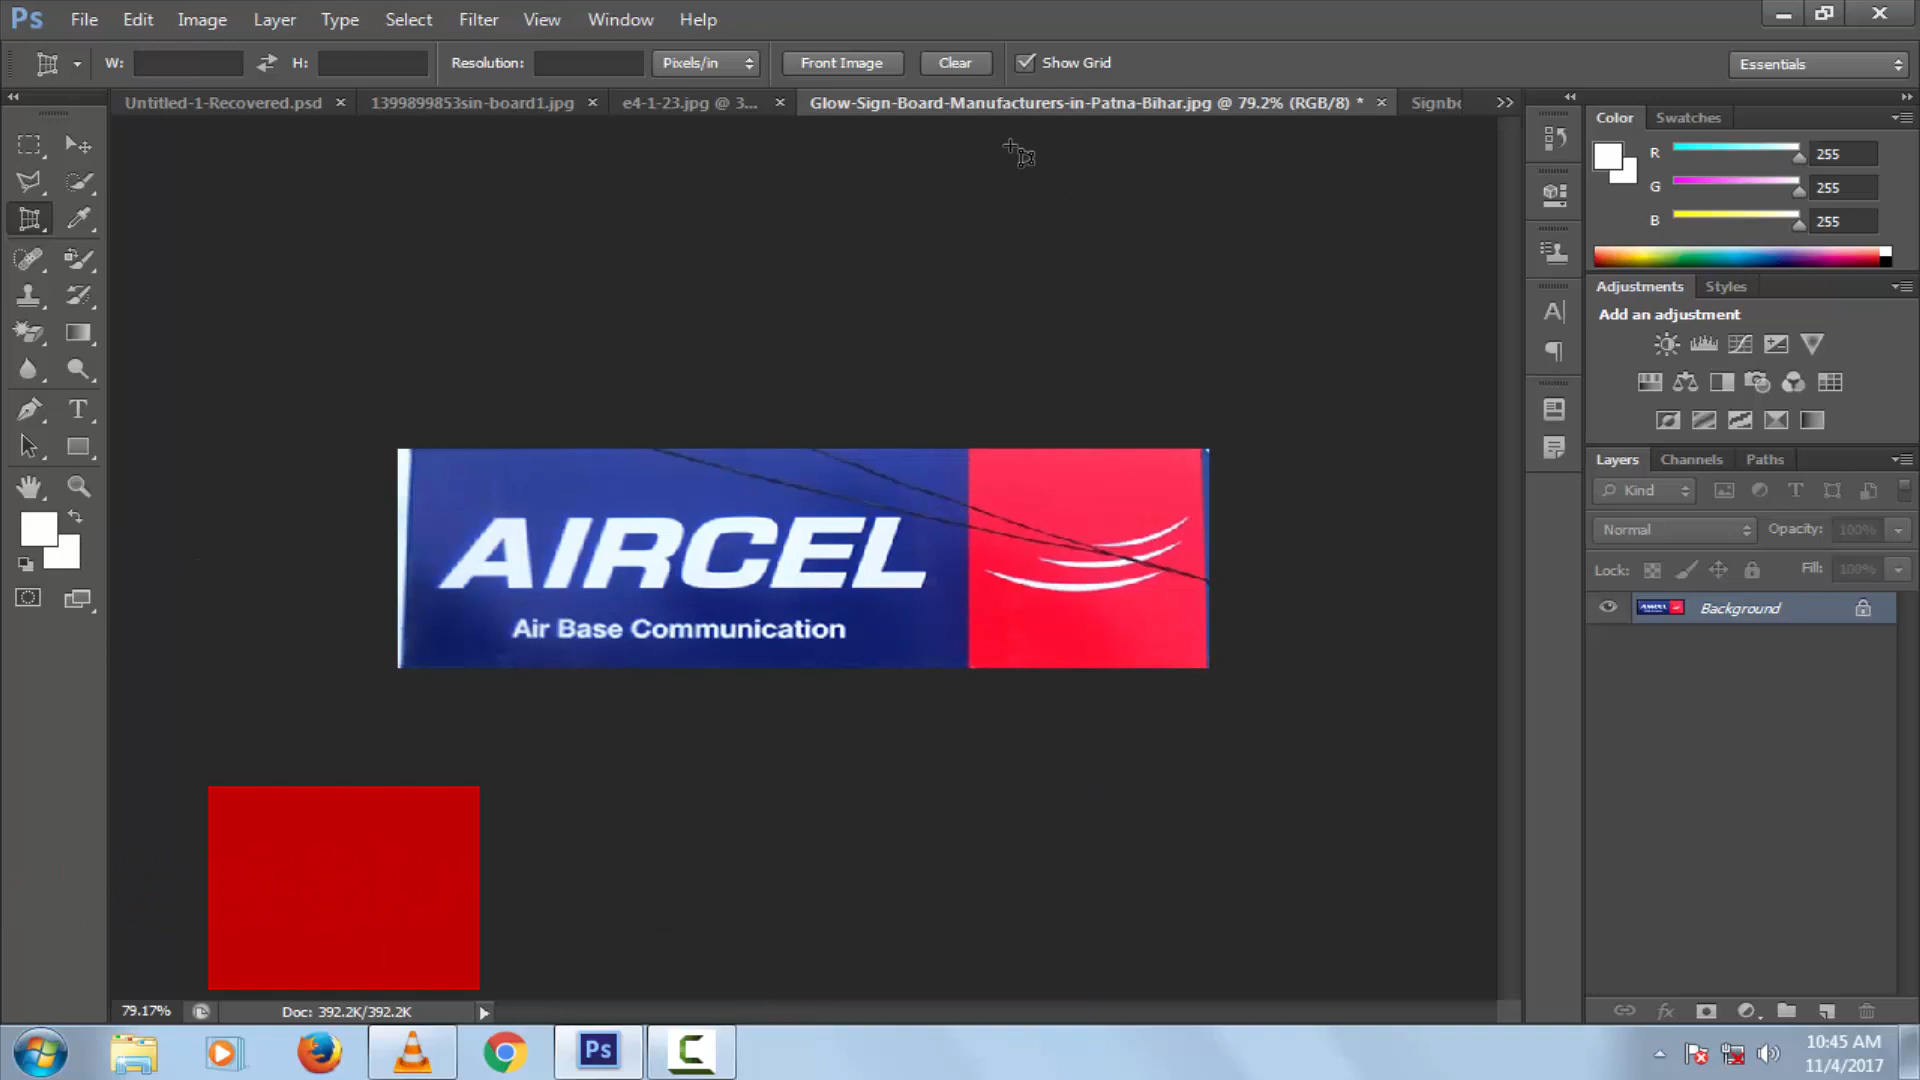 Ps File Edit Image Layer Type Select Filter View Window Help
W: H: Resolution: Pixels/in Front Image Clear Show Grid Essentials
Untitled-1-Recovered.psd × 1399899853sin-board1.jpg × e4-1-23.jpg @ 3... × Glow-Sign-Board-Manufacturers-in-Patna-Bihar.jpg @ 79.2% (RGB/8) * × Signbo
Color Swatches
R 255
G 255
B 255
Adjustments Styles
Add an adjustment
Layers Channels Paths
Kind
Normal Opacity: 100%
Lock: Fill: 100%
Background
AIRCEL
Air Base Communication
79.17% Doc: 392.2K/392.2K
Ps
10:45 AM
11/4/2017